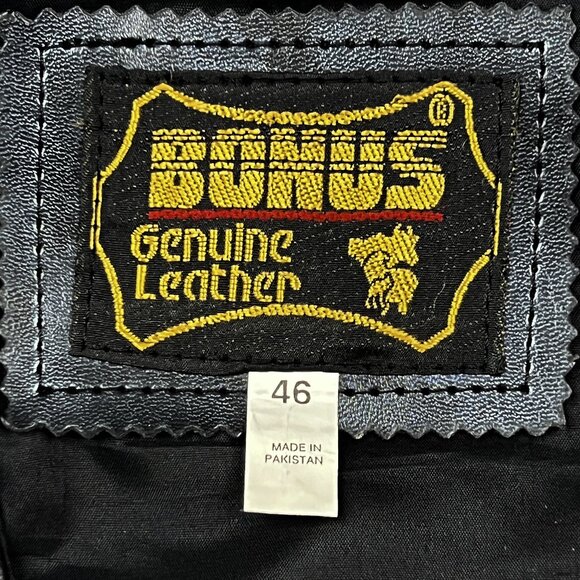 BONUS®
Genuine
Leather
46
MADE IN
PAKISTAN